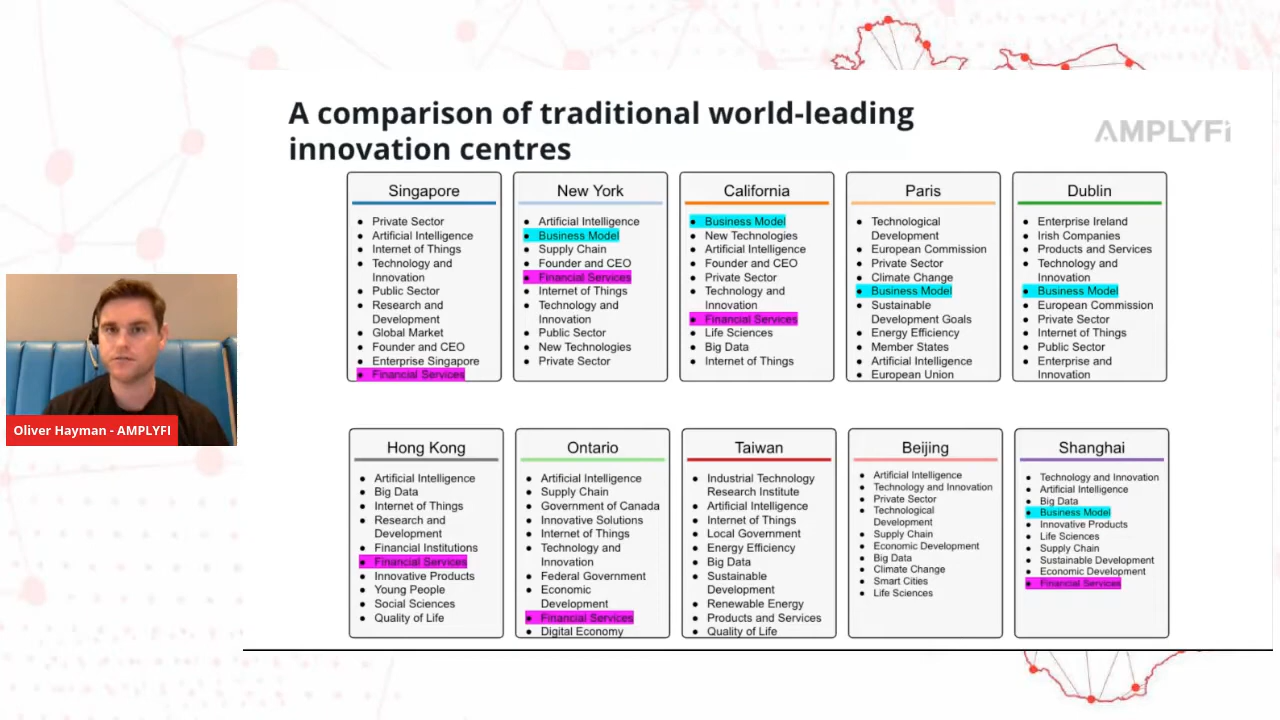 A comparison of traditional world-leading
innovation centres
AMPLYFi
Singapore
• Private Sector
• Artificial Intelligence
• Internet of Things
• Technology and
Innovation
• Public Sector
• Research and
Development
• Global Market
• Founder and CEO
• Enterprise Singapore
• Financial Services
New York
• Artificial Intelligence
• Business Model
• Supply Chain
• Founder and CEO
• Financial Services
• Internet of Things
• Technology and
Innovation
• Public Sector
• New Technologies
• Private Sector
California
• Business Model
• New Technologies
• Artificial Intelligence
• Founder and CEO
• Private Sector
• Technology and
Innovation
• Financial Services
• Life Sciences
• Big Data
• Internet of Things
Paris
• Technological
Development
• European Commission
• Private Sector
• Climate Change
• Business Model
• Sustainable
Development Goals
• Energy Efficiency
• Member States
• Artificial Intelligence
• European Union
Dublin
• Enterprise Ireland
• Irish Companies
• Products and Services
• Technology and
Innovation
• Business Model
• European Commission
• Private Sector
• Internet of Things
• Public Sector
• Enterprise and
Innovation
Oliver Hayman - AMPLYFI
Hong Kong
• Artificial Intelligence
• Big Data
• Internet of Things
• Research and
Development
• Financial Institutions
• Financial Services
• Innovative Products
• Young People
• Social Sciences
• Quality of Life
Ontario
• Artificial Intelligence
• Supply Chain
• Government of Canada
• Innovative Solutions
• Internet of Things
• Technology and
Innovation
• Federal Government
• Economic
Development
• Financial Services
• Digital Economy
Taiwan
• Industrial Technology
Research Institute
• Artificial Intelligence
• Internet of Things
• Local Government
• Energy Efficiency
• Big Data
• Sustainable
Development
• Renewable Energy
• Products and Services
• Quality of Life
Beijing
• Artificial Intelligence
• Technology and Innovation
• Private Sector
• Technological
Development
• Supply Chain
• Economic Development
• Big Data
• Climate Change
• Smart Cities
• Life Sciences
Shanghai
• Technology and Innovation
• Artificial Intelligence
• Big Data
• Business Model
• Innovative Products
• Life Sciences
• Supply Chain
• Sustainable Development
• Economic Development
• Financial Services